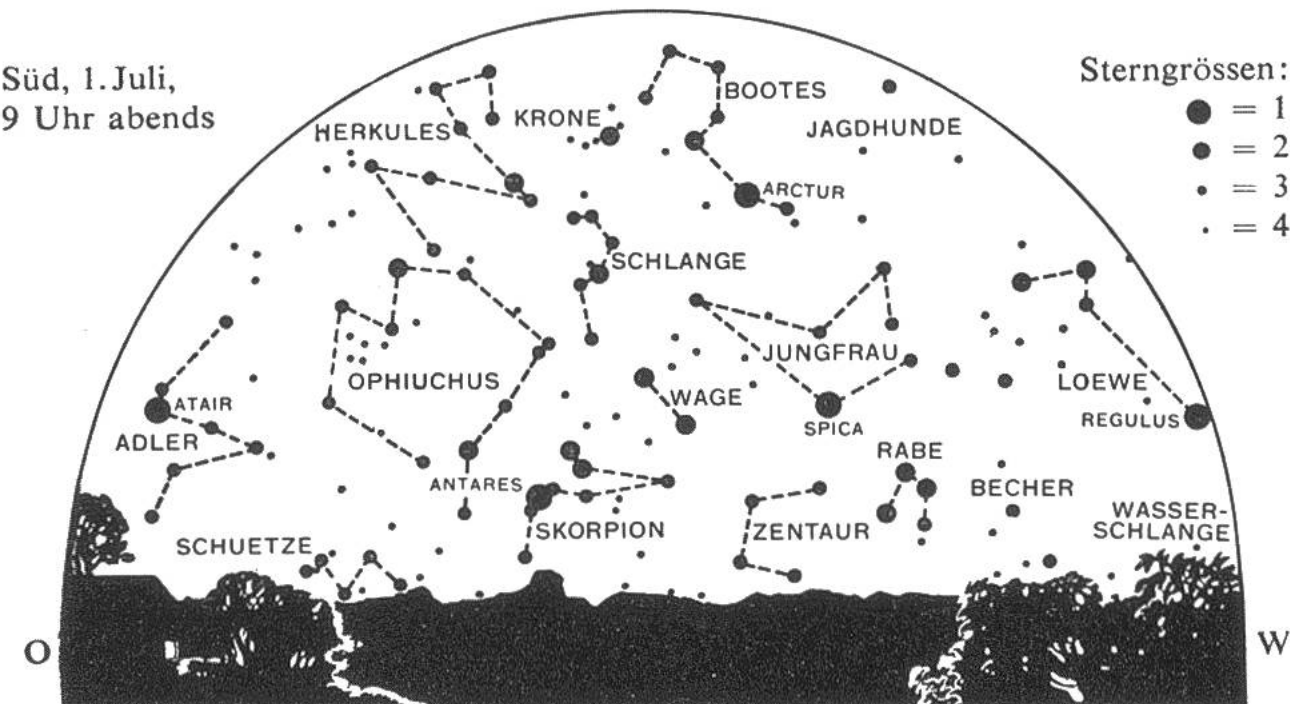 Süd, 1. Juli,
9 Uhr abends
Sterngrössen:
= 1
= 2
= 3
= 4
BOOTES
KRONE
HERKULES
JAGDHUNDE
ARCTUR
SCHLANGE
JUNGFRAU
OPHIUCHUS
LOEWE
WAGE
ATAIR
REGULUS
SPICA
ADLER
RABE
ANTARES
BECHER
WASSER-
SCHLANGE
SKORPION
ZENTAUR
SCHUETZE
O
W